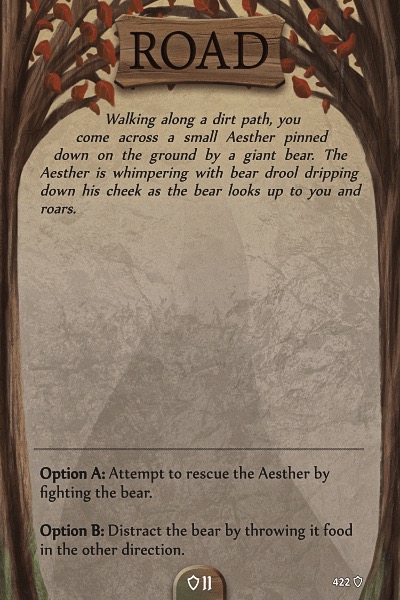 ROAD
Walking along a dirt path, you
come across a small Aesther pinned
down on the ground by a giant bear. The
Aesther is whimpering with bear drool dripping
down his cheek as the bear looks up to you and
roars.
Option A: Attempt to rescue the Aesther by
fighting the bear.
Option B: Distract the bear by throwing it food
in the other direction.
11
422